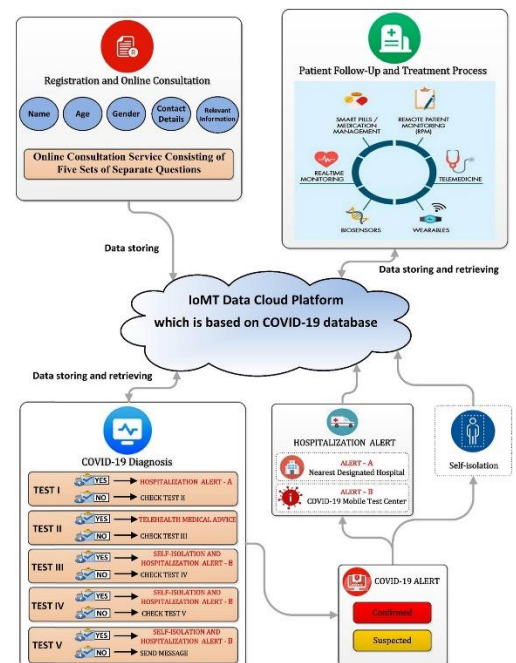 Registration and Online Consultation
Name
Age
Gender
Contact
Details
Relevant
Information
Online Consultation Service Consisting of
Five Sets of Separate Questions
Patient Follow-Up and Treatment Process
SMART PILLS /
MEDICATION
MANAGEMENT
REMOTE PATIENT
MONITORING
(RPM)
REAL-TIME
MONITORING
TELEMEDICINE
BIOSENSORS
WEARABLES
Data storing
Data storing and retrieving
IoMT Data Cloud Platform
which is based on COVID-19 database
Data storing and retrieving
COVID-19 Diagnosis
TEST I
YES
HOSPITALIZATION ALERT - A
NO
CHECK TEST II
TEST II
YES
TELEHEALTH MEDICAL ADVICE
NO
CHECK TEST III
TEST III
YES
SELF-ISOLATION AND
HOSPITALIZATION ALERT - B
NO
CHECK TEST IV
TEST IV
YES
SELF-ISOLATION AND
HOSPITALIZATION ALERT - B
NO
CHECK TEST V
TEST V
YES
SELF-ISOLATION AND
HOSPITALIZATION ALERT - B
NO
SEND MESSAGE
HOSPITALIZATION ALERT
ALERT - A
Nearest Designated Hospital
ALERT - B
COVID-19 Mobile Test Center
Self-isolation
COVID-19 ALERT
Confirmed
Suspected